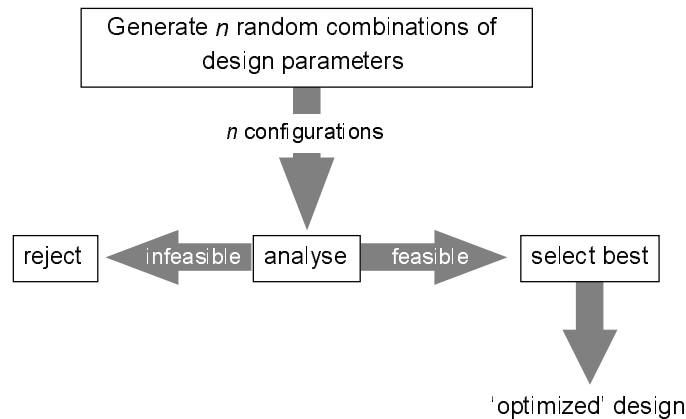 Generate n random combinations of
design parameters
n configurations
reject
infeasible
analyse
feasible
select best
'optimized' design